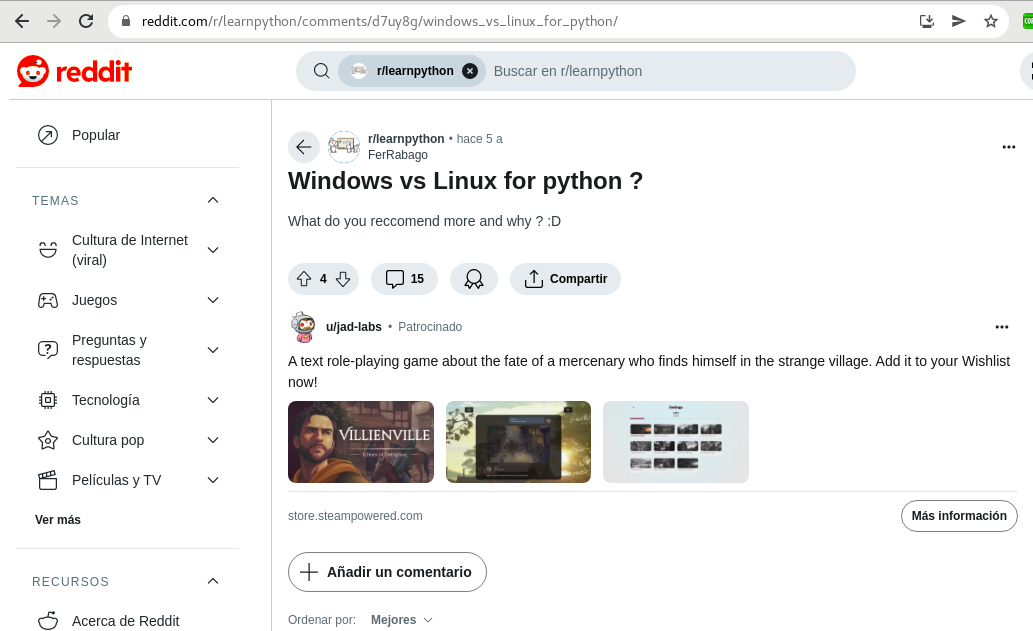 reddit.com/r/learnpython/comments/d7uy8g/windows_vs_linux_for_python/
reddit
r/learnpython
Buscar en r/learnpython
Popular
TEMAS
Cultura de Internet
(viral)
Juegos
Preguntas y
respuestas
Tecnología
Cultura pop
Películas y TV
Ver más
RECURSOS
Acerca de Reddit
r/learnpython • hace 5 a
FerRabago
Windows vs Linux for python ?
What do you reccomend more and why ? :D
4
15
Compartir
u/jad-labs • Patrocinado
A text role-playing game about the fate of a mercenary who finds himself in the strange village. Add it to your Wishlist
now!
VILLIENVILLE
Echoes of Deception
Settings
store.steampowered.com
Más información
Añadir un comentario
Ordenar por: Mejores